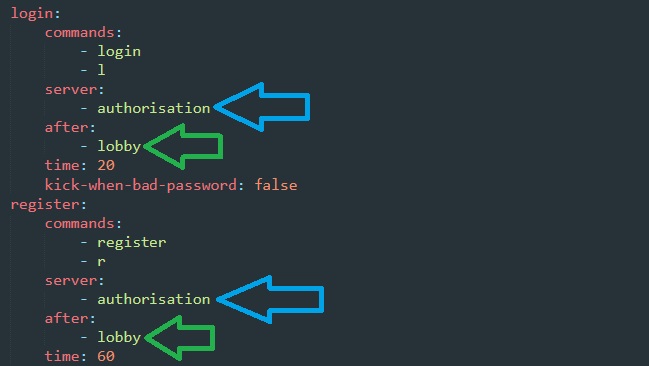 login:
    commands:
        - login
        - l
    server:
        - authorisation
    after:
        - lobby
    time: 20
    kick-when-bad-password: false
register:
    commands:
        - register
        - r
    server:
        - authorisation
    after:
        - lobby
    time: 60